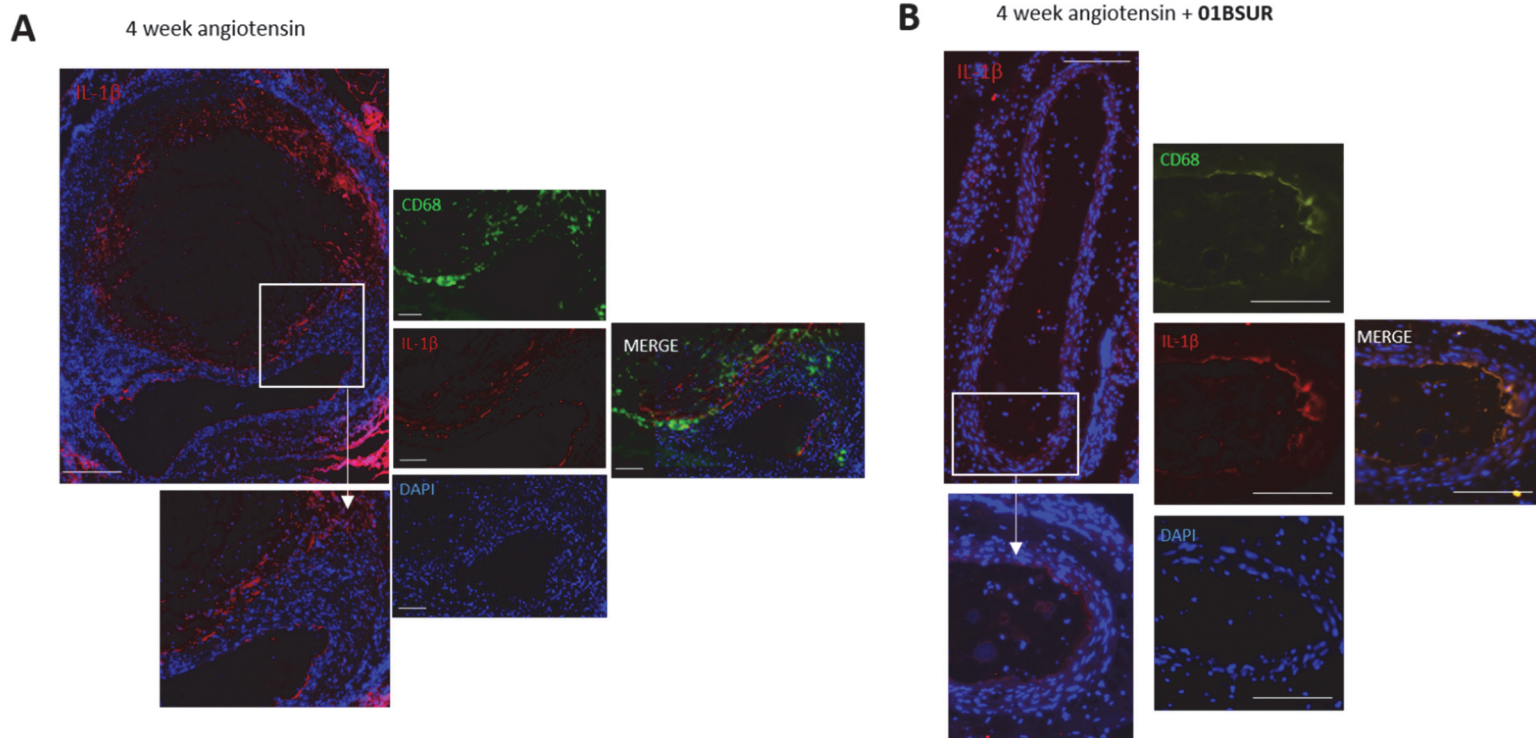 A
4 week angiotensin
IL-1β
CD68
IL-1β
MERGE
DAPI
B
4 week angiotensin + 01BSUR
IL-1β
CD68
IL-1β
MERGE
DAPI